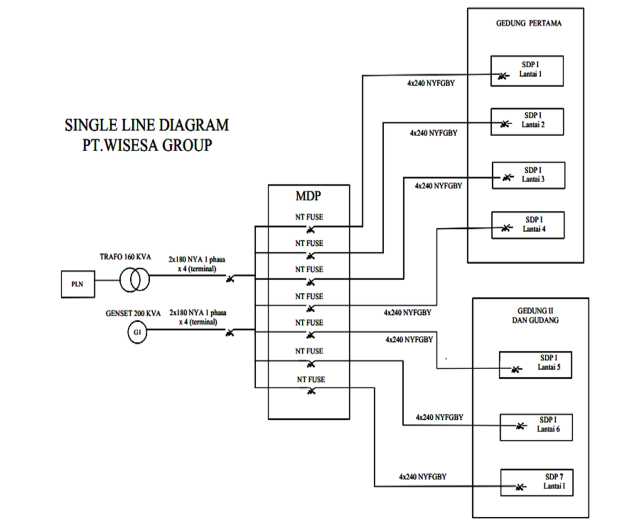 SINGLE LINE DIAGRAM
PT.WISESA GROUP
PLN
TRAFO 160 KVA
2x180 NYA 1 phasa
x 4 (terminal)
GENSET 200 KVA
G1
2x180 NYA 1 phasa
x 4 (terminal)
MDP
NT FUSE
NT FUSE
NT FUSE
NT FUSE
NT FUSE
NT FUSE
NT FUSE
4x240 NYFGBY
4x240 NYFGBY
4x240 NYFGBY
4x240 NYFGBY
4x240 NYFGBY
4x240 NYFGBY
4x240 NYFGBY
GEDUNG PERTAMA
SDP I
Lantai 1
SDP I
Lantai 2
SDP I
Lantai 3
SDP I
Lantai 4
GEDUNG II
DAN GUDANG
SDP I
Lantai 5
SDP I
Lantai 6
SDP 7
Lantai I